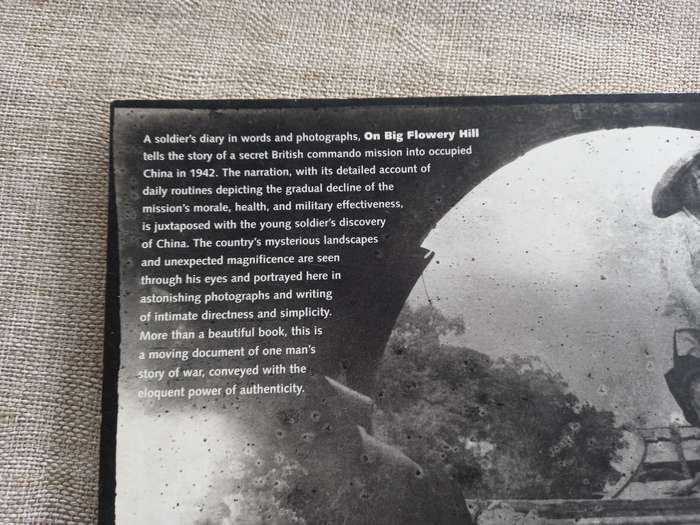 A soldier's diary in words and photographs, On Big Flowery Hill
tells the story of a secret British commando mission into occupied
China in 1942. The narration, with its detailed account of
daily routines depicting the gradual decline of the
mission's morale, health, and military effectiveness,
is juxtaposed with the young soldier's discovery
of China. The country's mysterious landscapes
and unexpected magnificence are seen
through his eyes and portrayed here in
astonishing photographs and writing
of intimate directness and simplicity.
More than a beautiful book, this is
a moving document of one man's
story of war, conveyed with the
eloquent power of authenticity.